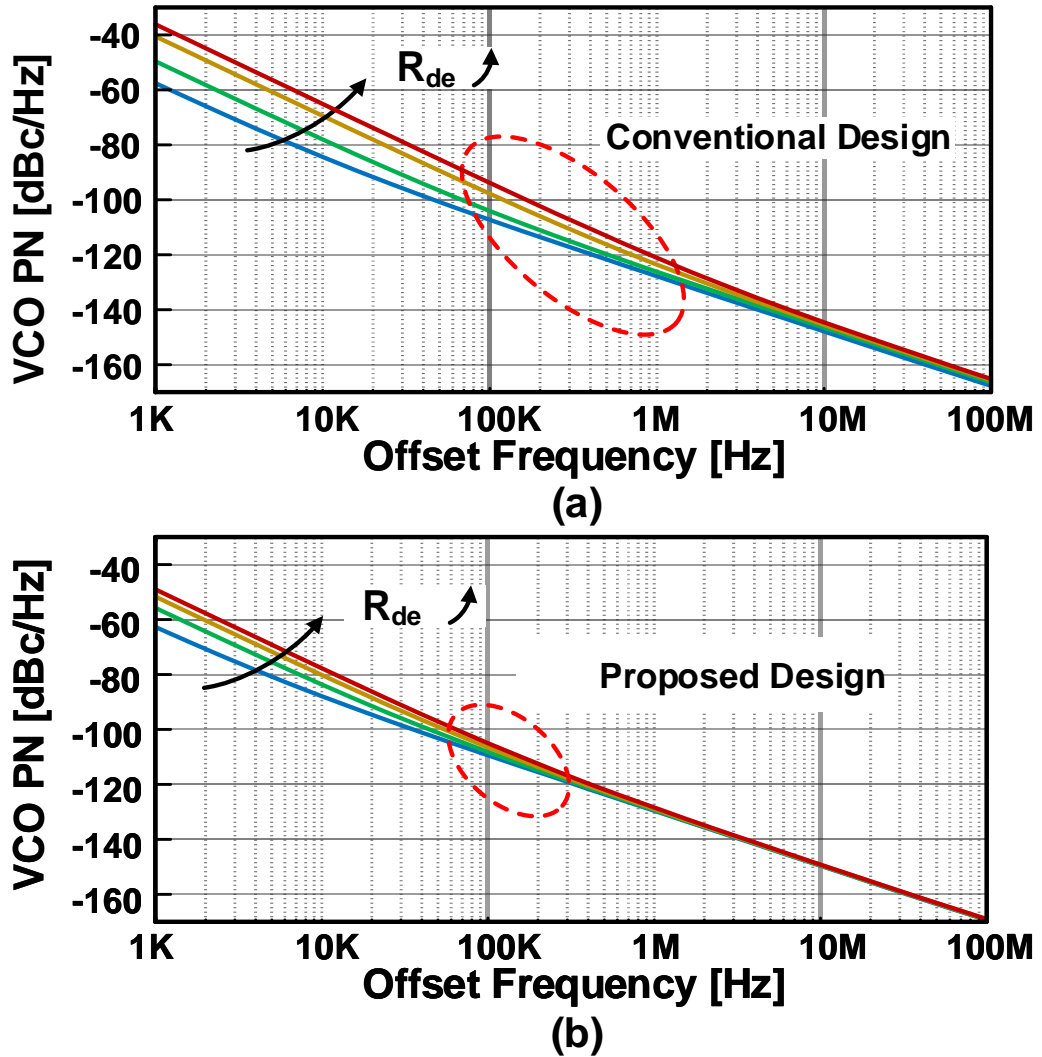 VCO PN [dBc/Hz]
-40
-60
-80
-100
-120
-140
-160
Rde
Conventional Design
1K 10K 100K 1M 10M 100M
Offset Frequency [Hz]
(a)
VCO PN [dBc/Hz]
-40
-60
-80
-100
-120
-140
-160
Rde
Proposed Design
1K 10K 100K 1M 10M 100M
Offset Frequency [Hz]
(b)